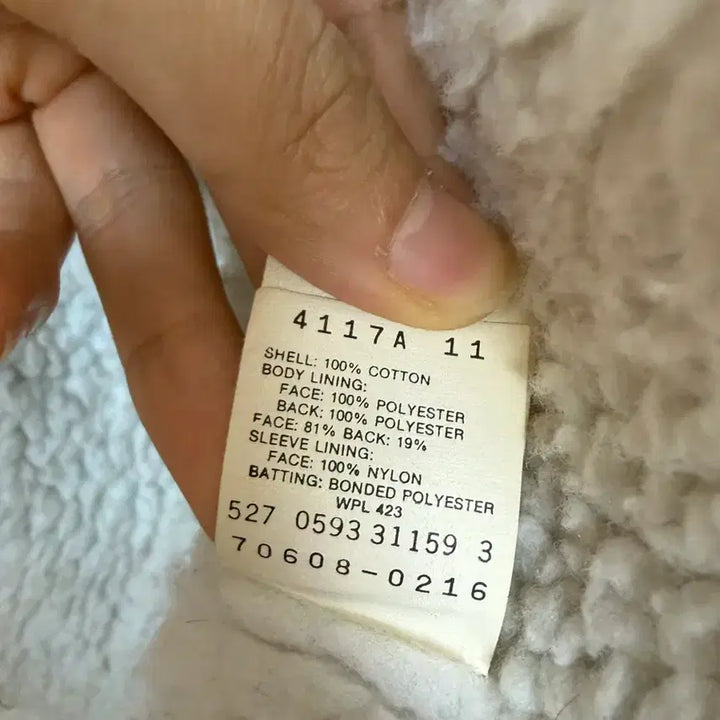 4117A 11
SHELL: 100% COTTON
BODY LINING:
FACE: 100% POLYESTER
BACK: 100% POLYESTER
FACE: 81% BACK: 19%
SLEEVE LINING:
FACE: 100% NYLON
BATTING: BONDED POLYESTER
WPL 423
527 0593 31159 3
70608-0216